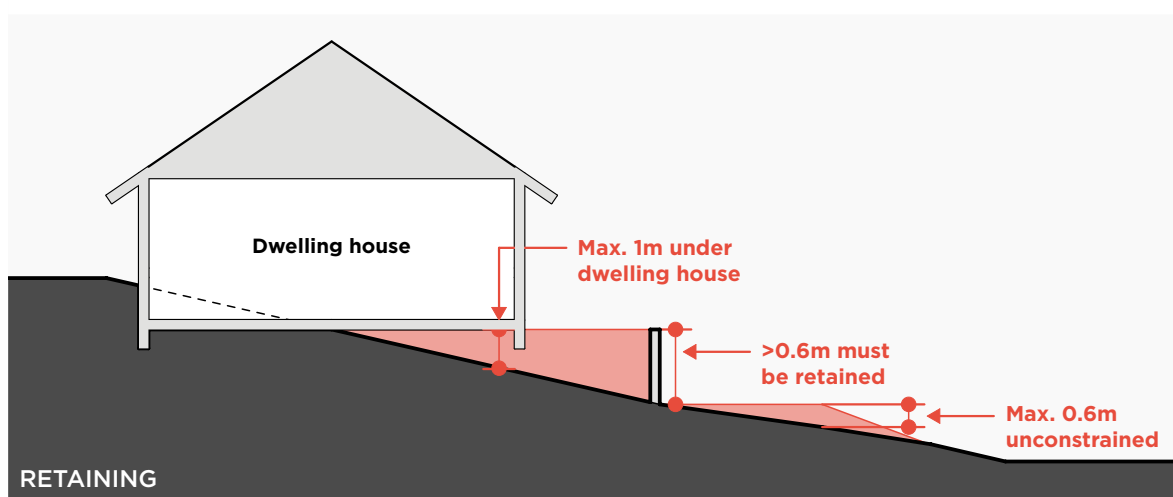 Dwelling house
Max. 1m under
dwelling house
>0.6m must
be retained
Max. 0.6m
unconstrained
RETAINING